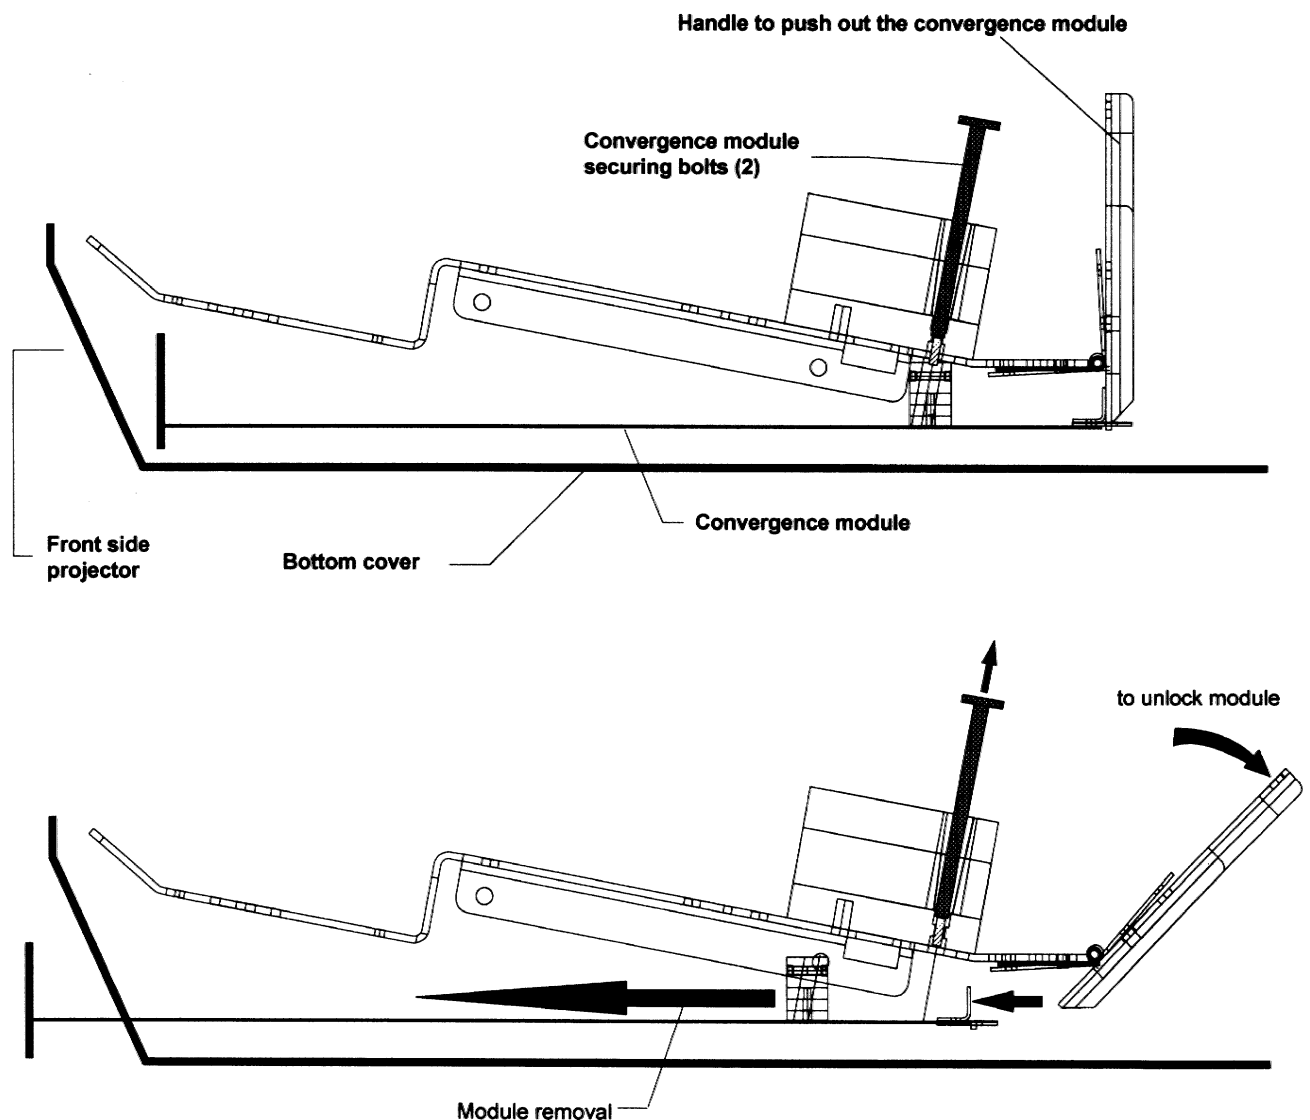 Handle to push out the convergence module
Convergence module
securing bolts (2)
Convergence module
Front side
projector
Bottom cover
to unlock module
Module removal